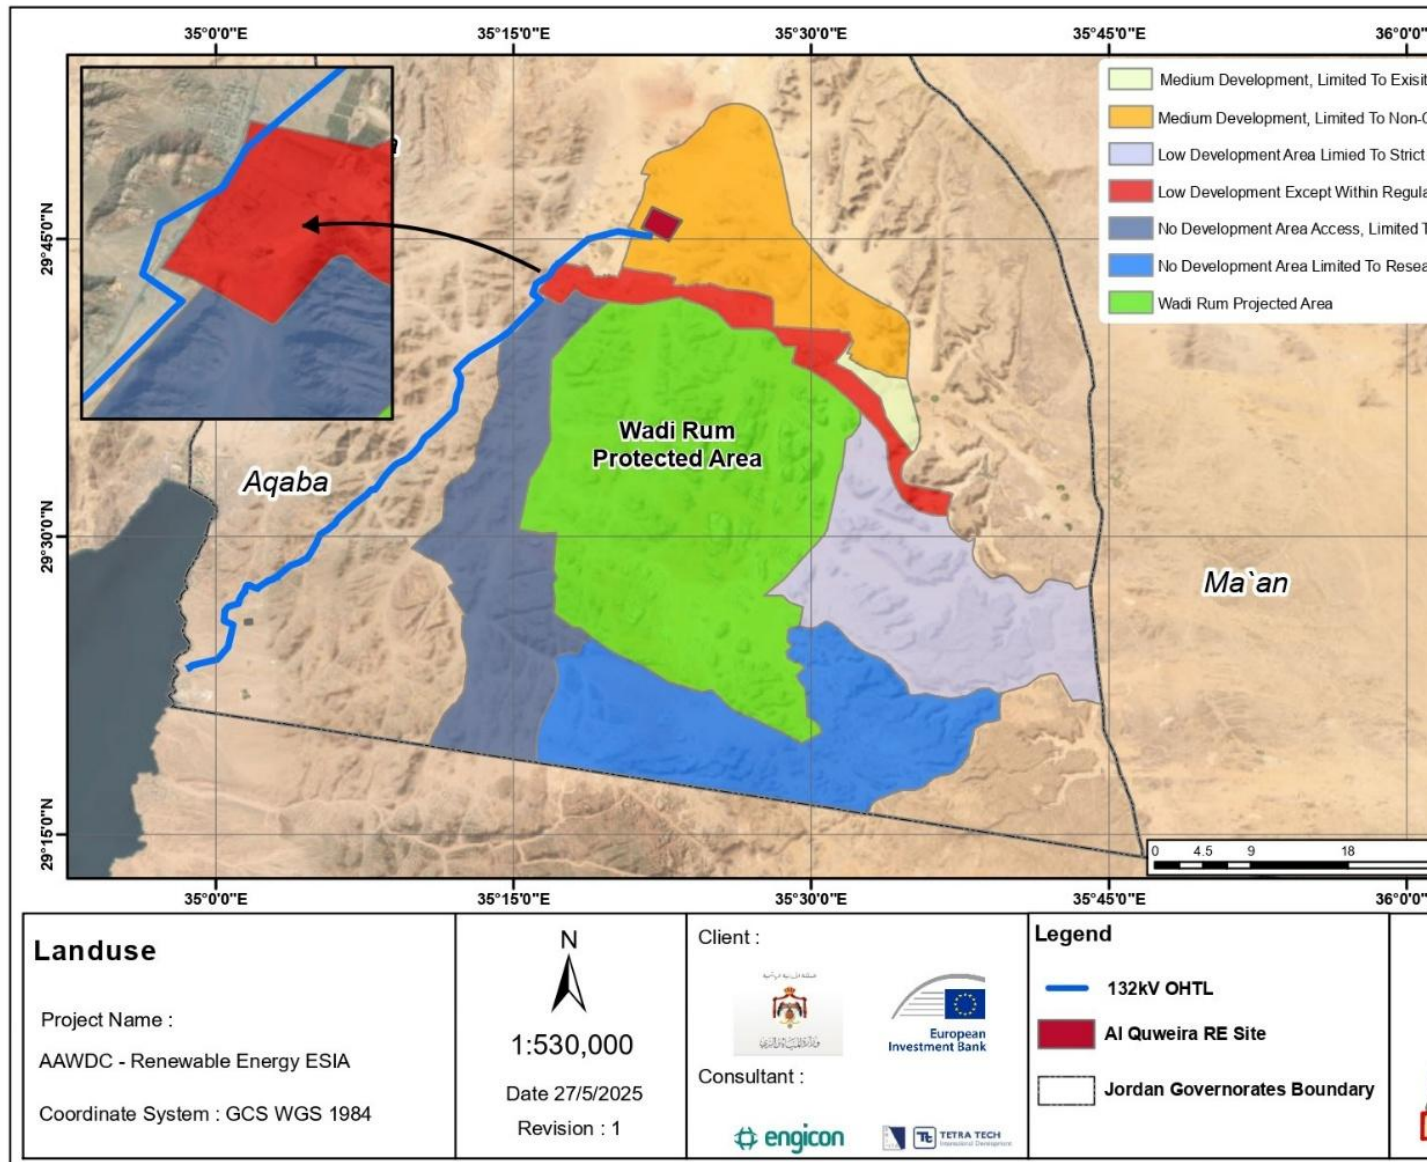 35°0'0"E 35°15'0"E 35°30'0"E 35°45'0"E 36°0'0"
29°45'0"N
29°30'0"N
29°15'0"N
Medium Development, Limited To Exisit
Medium Development, Limited To Non-
Low Development Area Limied To Strict
Low Development Except Within Regula
No Development Area Access, Limited T
No Development Area Limited To Resea
Wadi Rum Projected Area
a
Wadi Rum
Protected Area
Aqaba
Ma`an
0 4.5 9 18
35°0'0"E 35°15'0"E 35°30'0"E 35°45'0"E 36°0'0"
Landuse
Project Name :
AAWDC - Renewable Energy ESIA
Coordinate System : GCS WGS 1984
N
1:530,000
Date 27/5/2025
Revision : 1
Client :
European
Investment Bank
Consultant :
engicon
TETRA TECH
International Development
Legend
132kV OHTL
Al Quweira RE Site
Jordan Governorates Boundary